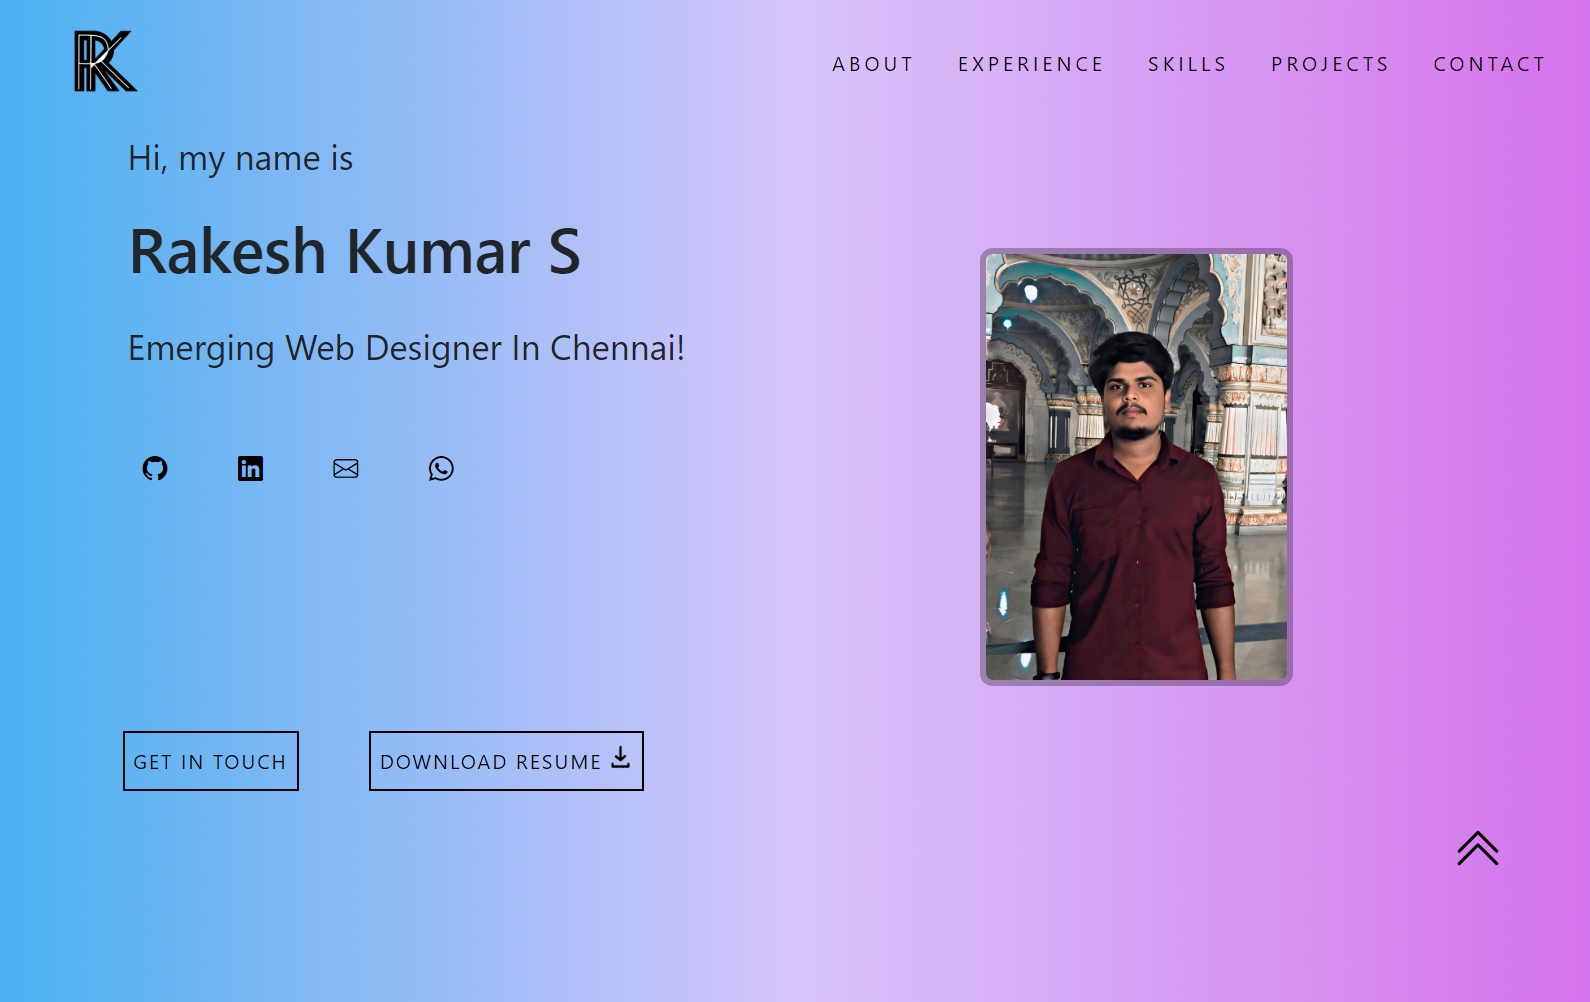 RK
ABOUT EXPERIENCE SKILLS PROJECTS CONTACT
Hi, my name is
Rakesh Kumar S
Emerging Web Designer In Chennai!
in
GET IN TOUCH DOWNLOAD RESUME